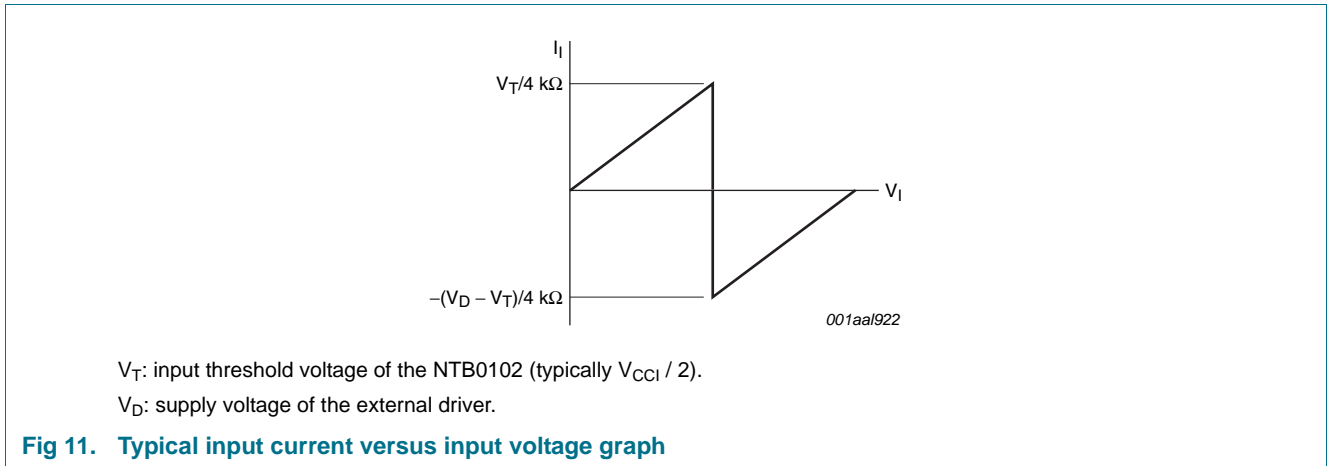 I_I
V_T/4 kΩ
V_I
−(V_D − V_T)/4 kΩ
001aal922
V_T: input threshold voltage of the NTB0102 (typically V_CCI / 2).
V_D: supply voltage of the external driver.
Fig 11. Typical input current versus input voltage graph